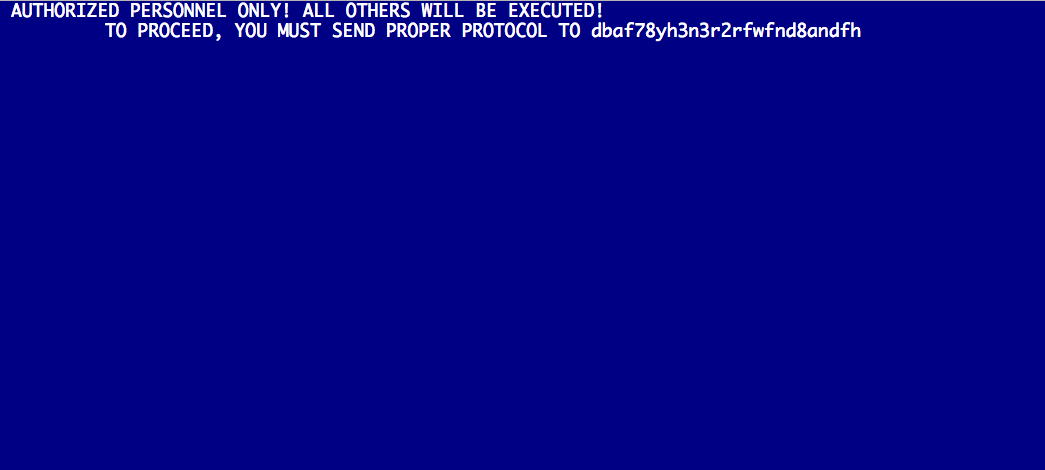 AUTHORIZED PERSONNEL ONLY! ALL OTHERS WILL BE EXECUTED!
TO PROCEED, YOU MUST SEND PROPER PROTOCOL TO dbaf78yh3n3r2rfwfnd8andfh